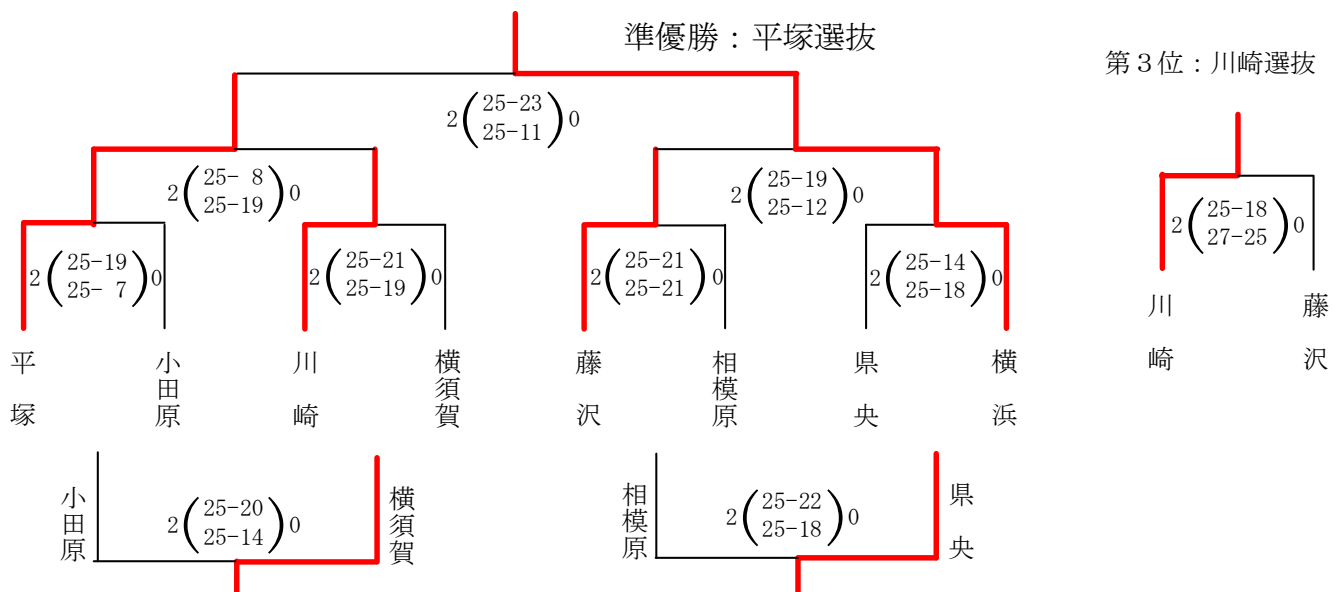 準優勝：平塚選抜
第３位：川崎選抜
2(25-23 25-11)0
2(25- 8 25-19)0
2(25-19 25-12)0
2(25-18 27-25)0
2(25-19 25- 7)0
2(25-21 25-19)0
2(25-21 25-21)0
2(25-14 25-18)0
川崎
藤沢
平塚
小田原
川崎
横須賀
藤沢
相模原
県央
横浜
小田原
2(25-20 25-14)0
横須賀
相模原
2(25-22 25-18)0
県央